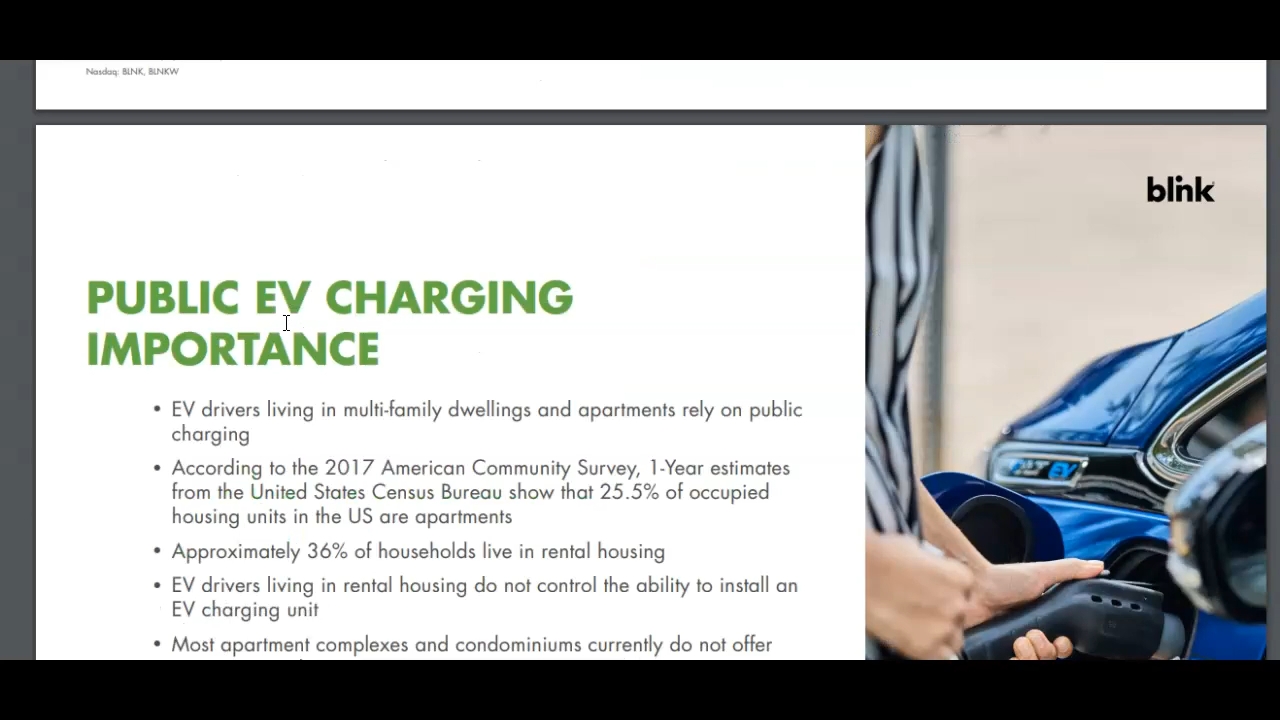 Nasdaq: BLNK, BLNKW
blink
PUBLIC EV CHARGING
IMPORTANCE
• EV drivers living in multi-family dwellings and apartments rely on public
charging
• According to the 2017 American Community Survey, 1-Year estimates
from the United States Census Bureau show that 25.5% of occupied
housing units in the US are apartments
• Approximately 36% of households live in rental housing
• EV drivers living in rental housing do not control the ability to install an
EV charging unit
• Most apartment complexes and condominiums currently do not offer
EV